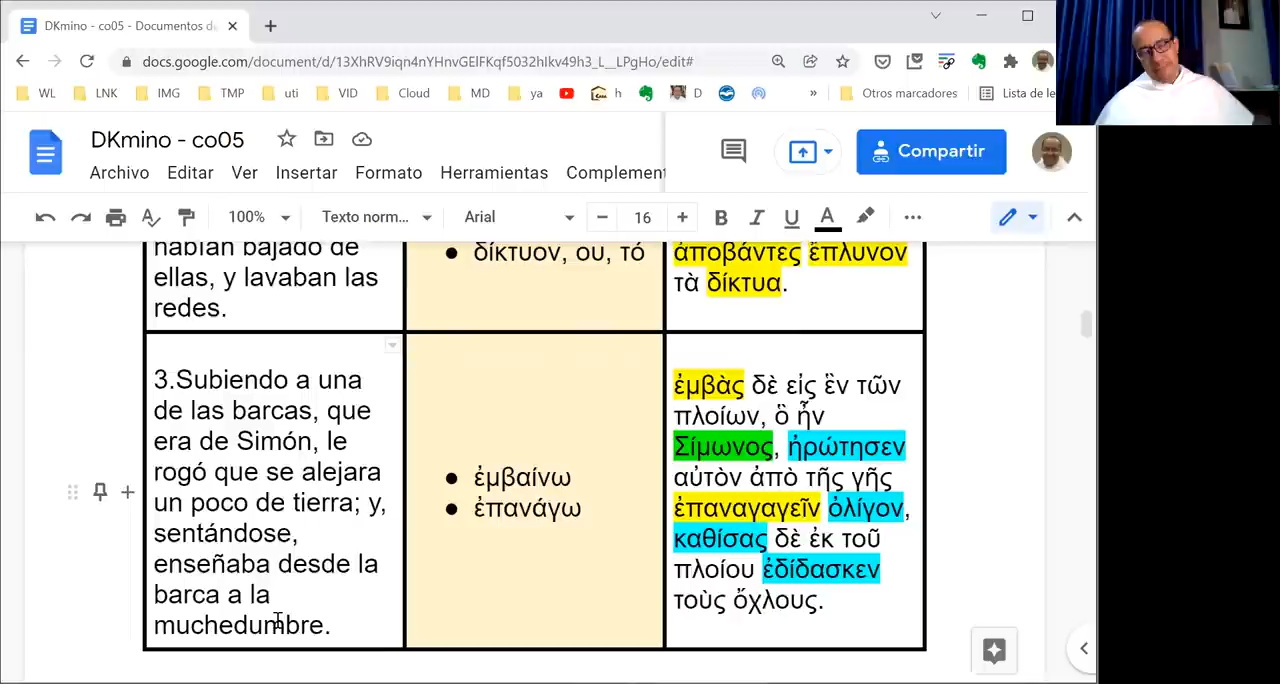 DKmino - co05 - Documentos de
docs.google.com/document/d/13XhRV9iqn4nYHnvGElFKqf5032hIkv49h3_L__LPgHo/edit#
WL LNK IMG TMP uti VID Cloud MD ya h D » Otros marcadores Lista de le
DKmino - co05
Compartir
Archivo Editar Ver Insertar Formato Herramientas Complement
100% Texto norm... Arial 16 B I U A
habían bajado de
ellas, y lavaban las
redes.
δίκτυον, ου, τό
ἀποβάντες ἔπλυνον
τὰ δίκτυα.
3.Subiendo a una
de las barcas, que
era de Simón, le
rogó que se alejara
un poco de tierra; y,
sentándose,
enseñaba desde la
barca a la
muchedumbre.
ἐμβαίνω
ἐπανάγω
ἐμβὰς δὲ εἰς ἓν τῶν
πλοίων, ὃ ἦν
Σίμωνος, ἠρώτησεν
αὐτὸν ἀπὸ τῆς γῆς
ἐπαναγαγεῖν ὀλίγον,
καθίσας δὲ ἐκ τοῦ
πλοίου ἐδίδασκεν
τοὺς ὄχλους.